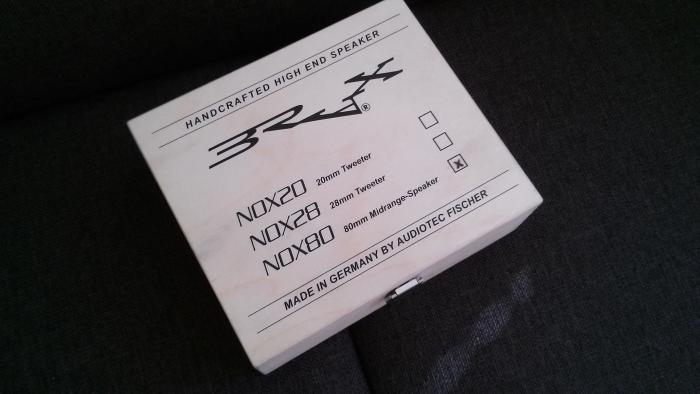 HANDCRAFTED HIGH END SPEAKER
BRAX®
NOX20 20mm Tweeter
NOX28 28mm Tweeter
NOX80 80mm Midrange-Speaker x
MADE IN GERMANY BY AUDIOTEC FISCHER